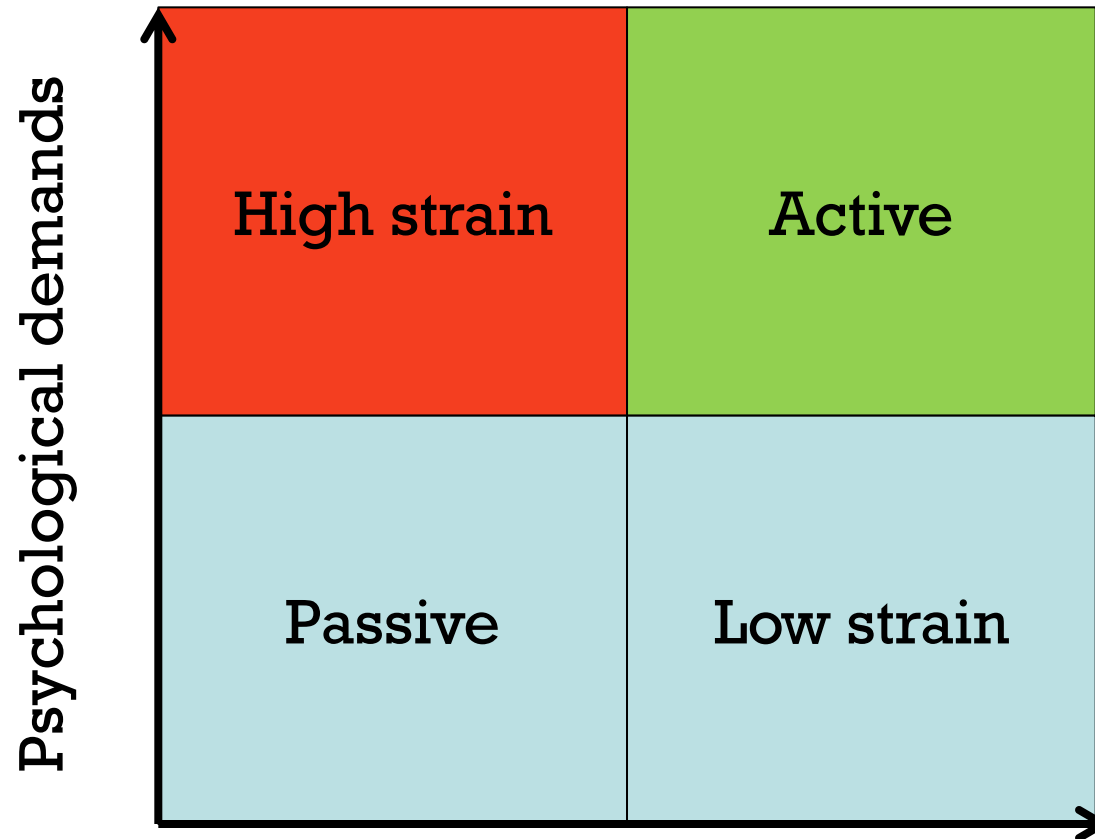 Psychological demands
High strain
Active
Passive
Low strain